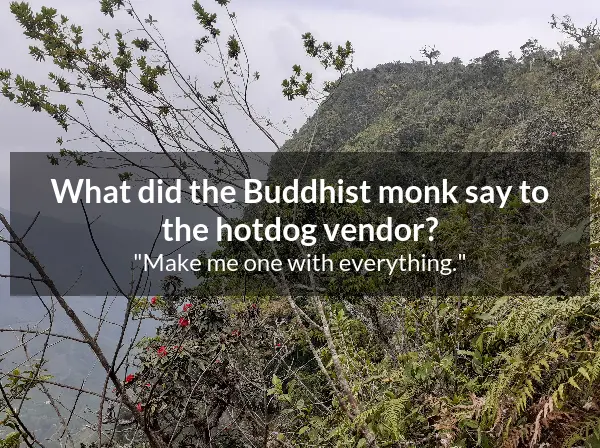 What did the Buddhist monk say to
the hotdog vendor?
"Make me one with everything."